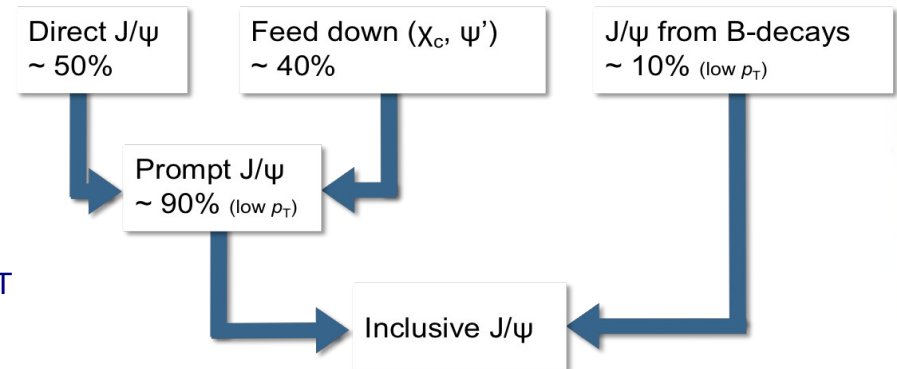 Direct J/ψ
~ 50%
Feed down (χc, ψ’)
~ 40%
J/ψ from B-decays
~ 10% (low pT)
Prompt J/ψ
~ 90% (low pT)
T
Inclusive J/ψ